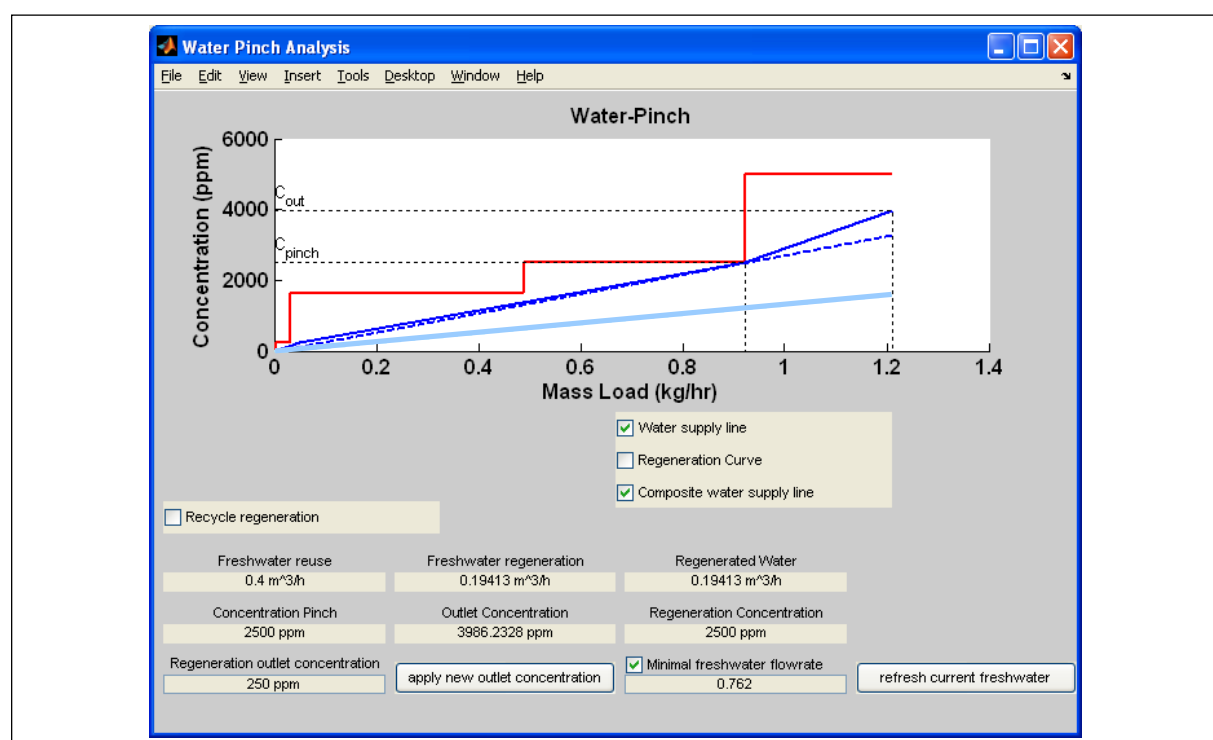 Water Pinch Analysis
File Edit View Insert Tools Desktop Window Help
Water-Pinch
Concentration (ppm)
6000
4000
2000
0
C_out
C_pinch
0 0.2 0.4 0.6 0.8 1 1.2 1.4
Mass Load (kg/hr)
Water supply line
Regeneration Curve
Composite water supply line
Recycle regeneration
Freshwater reuse Freshwater regeneration Regenerated Water
0.4 m^3/h 0.19413 m^3/h 0.19413 m^3/h
Concentration Pinch Outlet Concentration Regeneration Concentration
2500 ppm 3986.2328 ppm 2500 ppm
Regeneration outlet concentration apply new outlet concentration Minimal freshwater flowrate refresh current freshwater
250 ppm 0.762